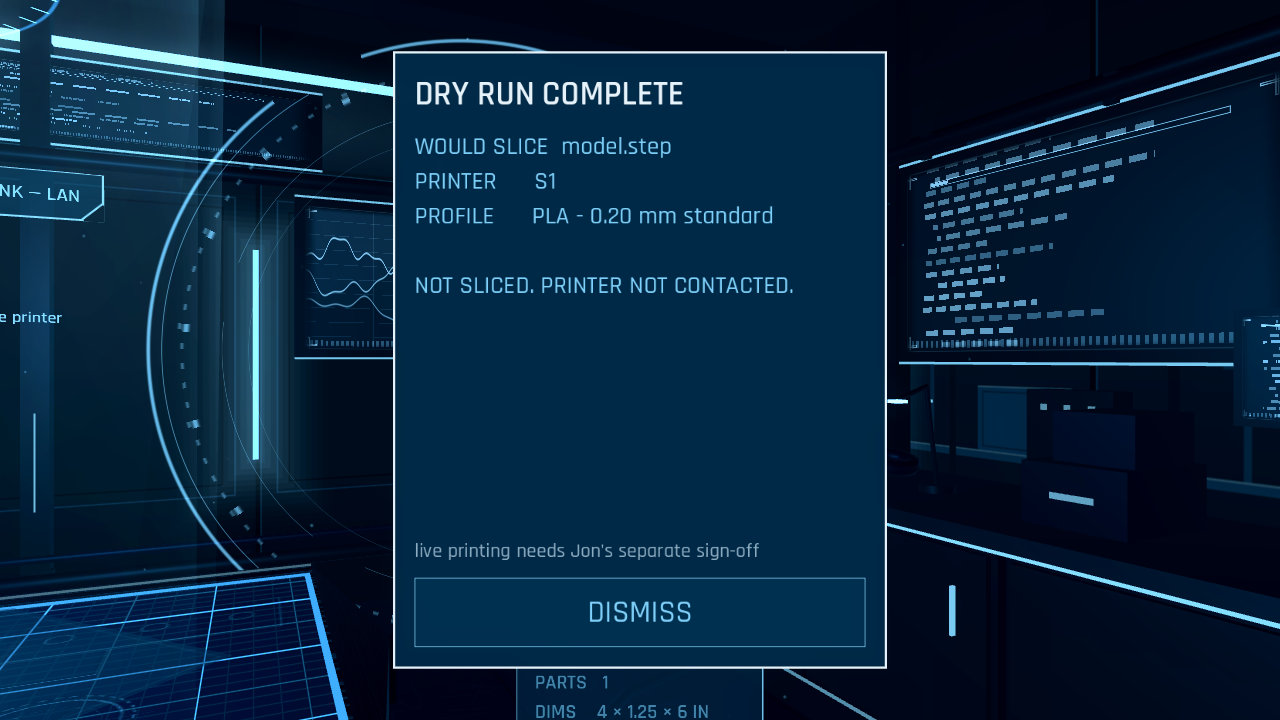 DRY RUN COMPLETE
WOULD SLICE model.step
PRINTER S1
PROFILE PLA - 0.20 mm standard
NOT SLICED. PRINTER NOT CONTACTED.
live printing needs Jon's separate sign-off
DISMISS
NK — LAN
e printer
PARTS 1
DIMS 4 × 1.25 × 6 IN